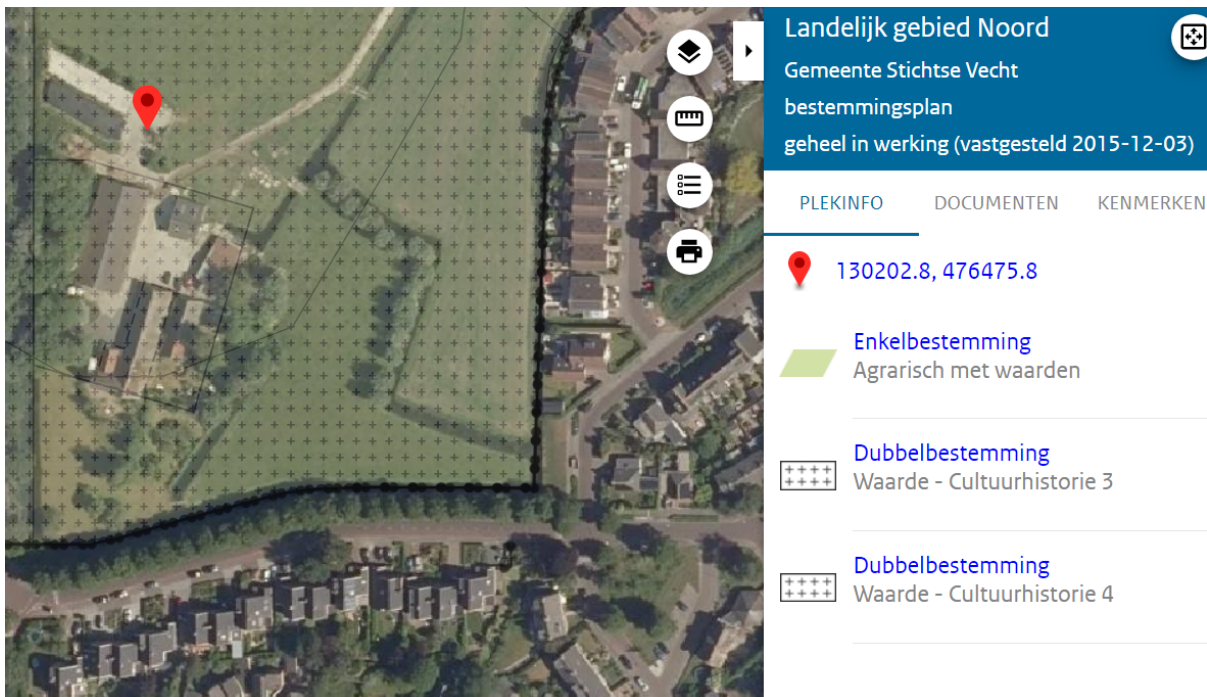 Landelijk gebied Noord
Gemeente Stichtse Vecht
bestemmingsplan
geheel in werking (vastgesteld 2015-12-03)
PLEKINFO DOCUMENTEN KENMERKEN
130202.8, 476475.8
Enkelbestemming
Agrarisch met waarden
Dubbelbestemming
Waarde - Cultuurhistorie 3
Dubbelbestemming
Waarde - Cultuurhistorie 4